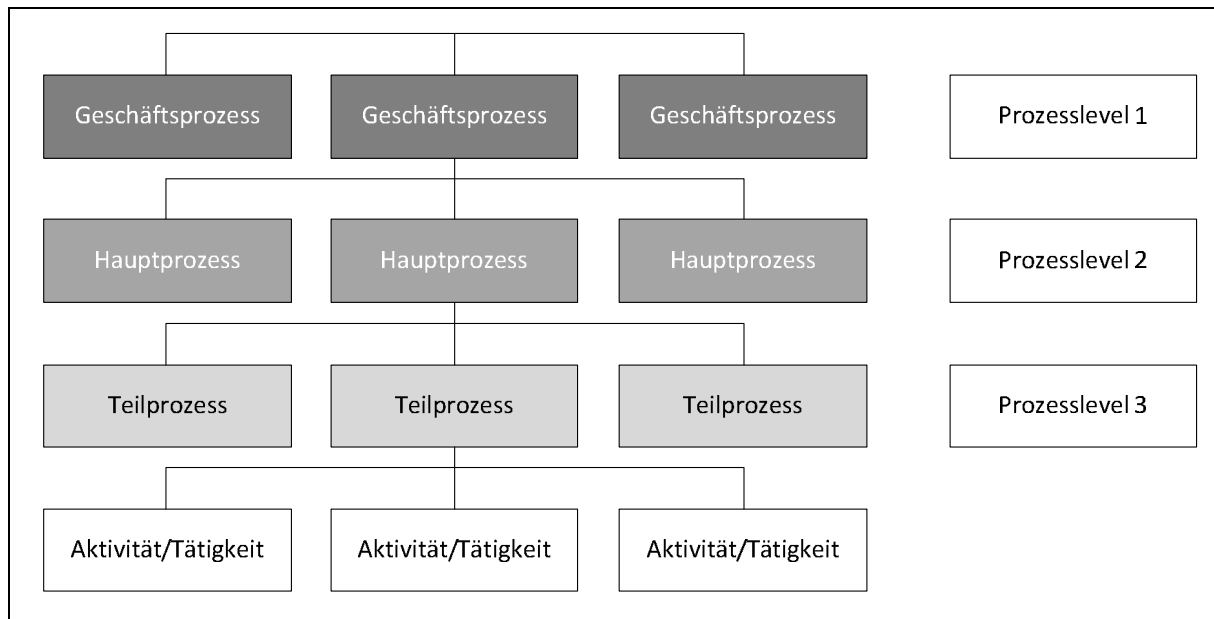 Geschäftsprozess Geschäftsprozess Geschäftsprozess Prozesslevel 1
Hauptprozess Hauptprozess Hauptprozess Prozesslevel 2
Teilprozess Teilprozess Teilprozess Prozesslevel 3
Aktivität/Tätigkeit Aktivität/Tätigkeit Aktivität/Tätigkeit